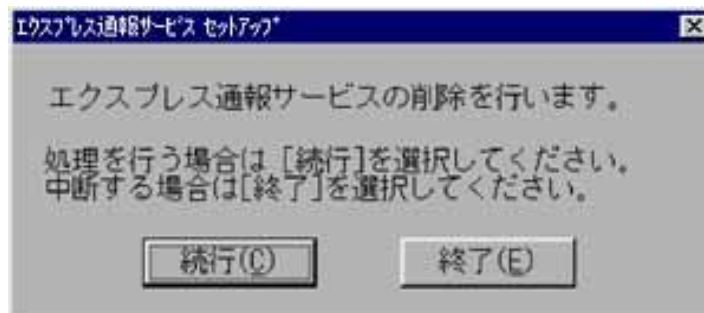 エクスプレス通報サービス セットアップ
エクスプレス通報サービスの削除を行います。
処理を行う場合は［続行］を選択してください。
中断する場合は[終了]を選択してください。
続行(C)
終了(E)